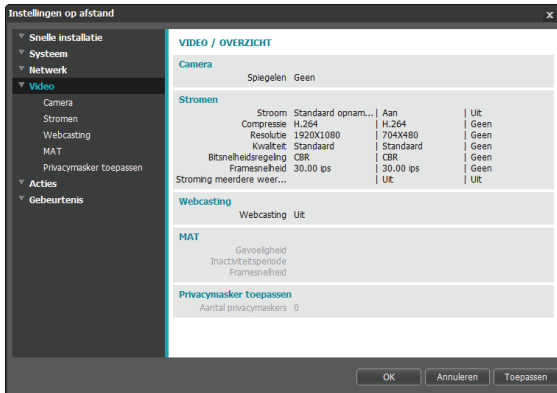 Instellingen op afstand x
Snelle installatie
Systeem
Netwerk
Video
Camera
Stromen
Webcasting
MAT
Privacymasker toepassen
Acties
Gebeurtenis
VIDEO / OVERZICHT
Camera
Spiegelen Geen
Stromen
Stroom Standaard opnam... | Aan | Uit
Compressie H.264 | H.264 | Geen
Resolutie 1920X1080 | 704X480 | Geen
Kwaliteit Standaard | Standaard | Geen
Bitsnelheidsregeling CBR | CBR | Geen
Framesnelheid 30.00 ips | 30.00 ips | Geen
Stroming meerdere weer... | Uit | Uit
Webcasting
Webcasting Uit
MAT
Gevoeligheid
Inactiviteitsperiode
Framesnelheid
Privacymasker toepassen
Aantal privacymaskers 0
OK Annuleren Toepassen